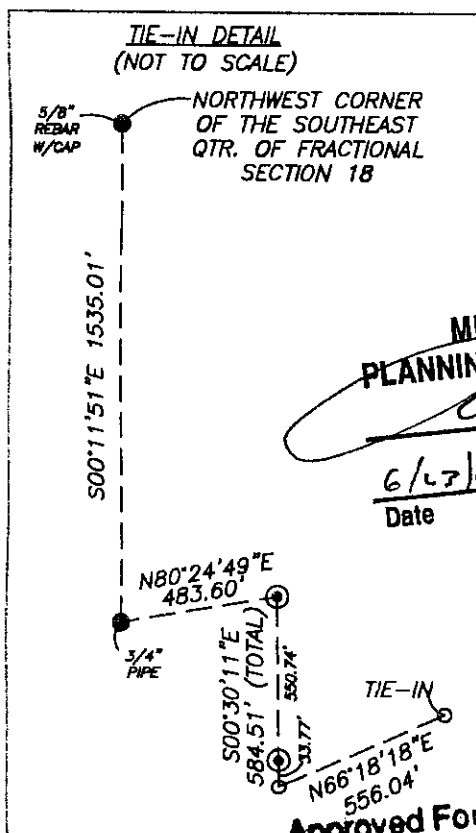 TIE-IN DETAIL
(NOT TO SCALE)
5/8"
REBAR
W/CAP
NORTHWEST CORNER
OF THE SOUTHEAST
QTR. OF FRACTIONAL
SECTION 18
S00°11'51"E 1535.01'
PLANNIN
Date
N80°24'49"E
483.60'
3/4"
PIPE
S00°30'11"E
584.51' (TOTAL)
550.74'
33.77'
TIE-IN
N66°18'18"E
556.04'
Approved For